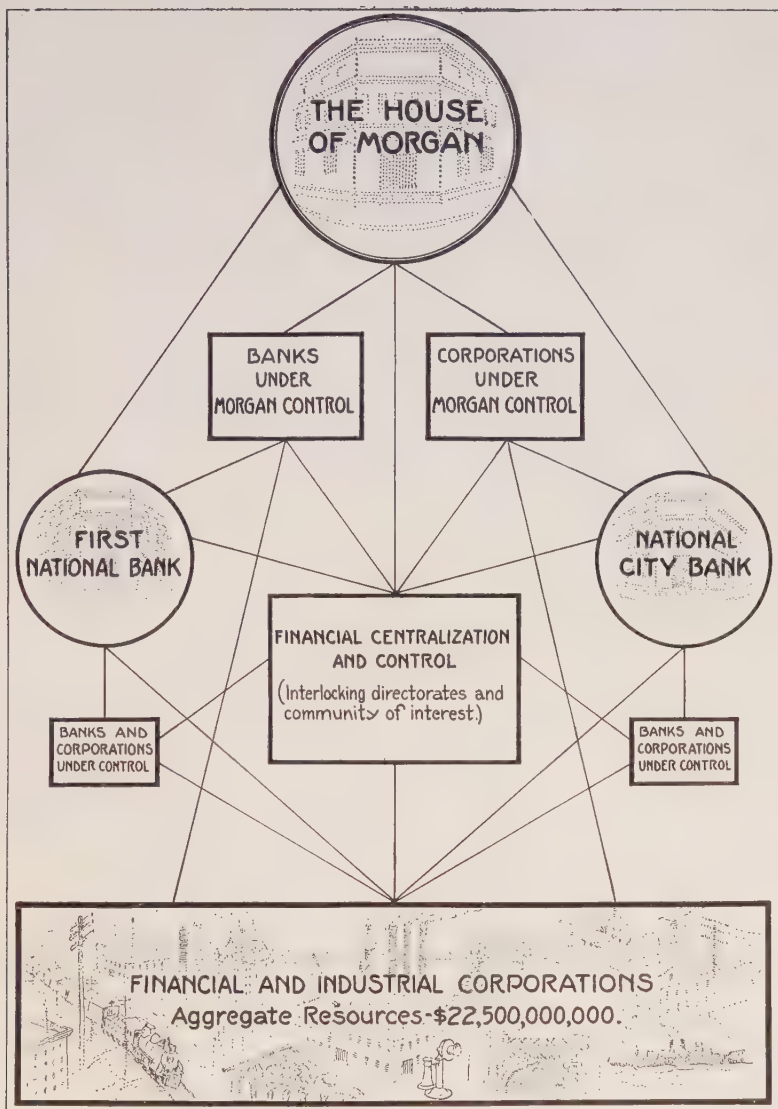 THE HOUSE
OF MORGAN
BANKS
UNDER
MORGAN CONTROL
CORPORATIONS
UNDER
MORGAN CONTROL
FIRST
NATIONAL BANK
NATIONAL
CITY BANK
FINANCIAL CENTRALIZATION
AND CONTROL
(Interlocking directorates and
community of interest.)
BANKS AND
CORPORATIONS
UNDER CONTROL
BANKS AND
CORPORATIONS
UNDER CONTROL
FINANCIAL AND INDUSTRIAL CORPORATIONS
Aggregate Resources-$22,500,000,000.